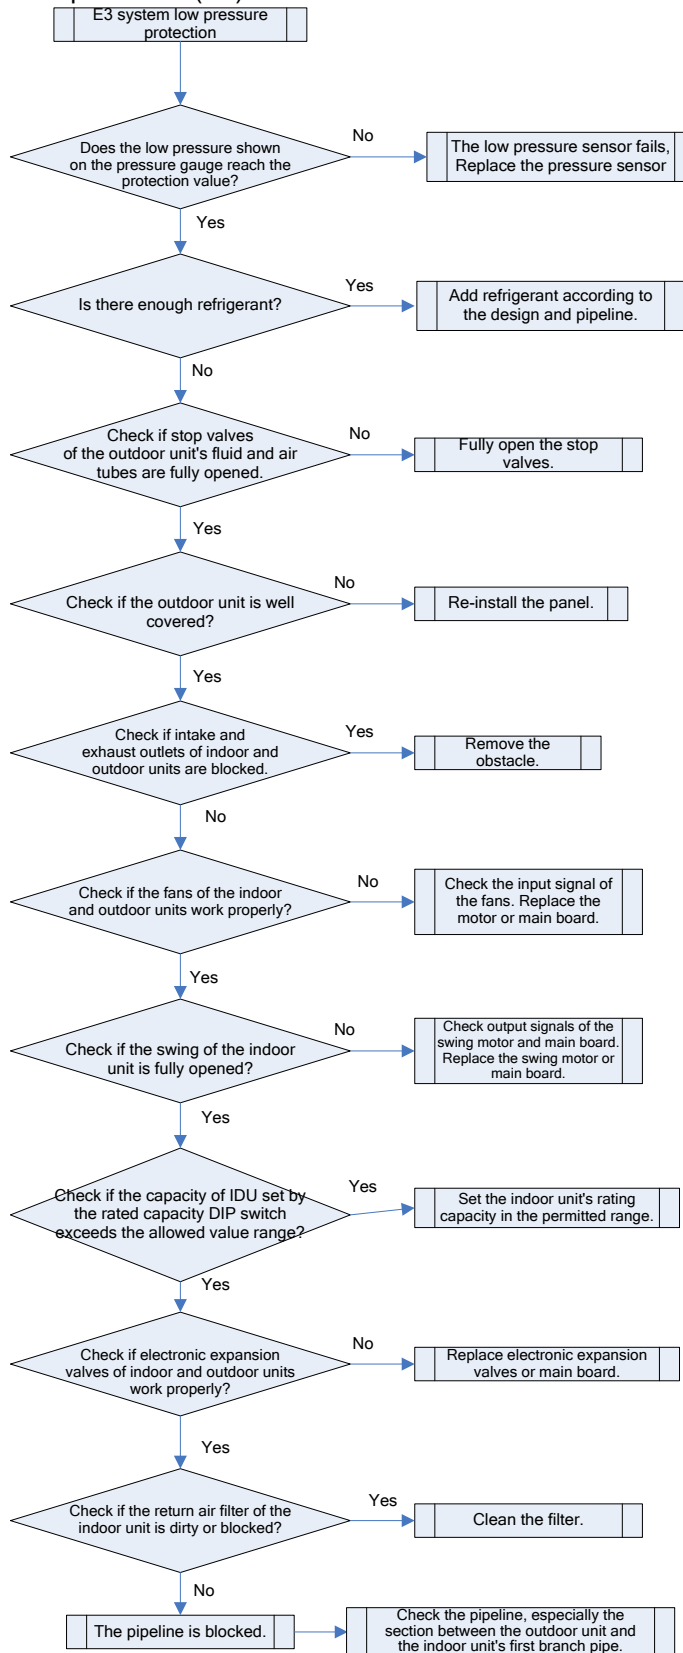 E3 system low pressure
protection
Does the low pressure shown
on the pressure gauge reach the
protection value?
No
The low pressure sensor fails,
Replace the pressure sensor
Yes
Is there enough refrigerant?
Yes
Add refrigerant according to
the design and pipeline.
No
Check if stop valves
of the outdoor unit's fluid and air
tubes are fully opened.
No
Fully open the stop
valves.
Yes
Check if the outdoor unit is well
covered?
No
Re-install the panel.
Yes
Check if intake and
exhaust outlets of indoor and
outdoor units are blocked.
Yes
Remove the
obstacle.
No
Check if the fans of the indoor
and outdoor units work properly?
No
Check the input signal of
the fans. Replace the
motor or main board.
Yes
Check if the swing of the indoor
unit is fully opened?
No
Check output signals of the
swing motor and main board.
Replace the swing motor or
main board.
Yes
Check if the capacity of IDU set by
the rated capacity DIP switch
exceeds the allowed value range?
Yes
Set the indoor unit's rating
capacity in the permitted range.
Yes
Check if electronic expansion
valves of indoor and outdoor units
work properly?
No
Replace electronic expansion
valves or main board.
Yes
Check if the return air filter of the
indoor unit is dirty or blocked?
Yes
Clean the filter.
No
The pipeline is blocked.
Check the pipeline, especially the
section between the outdoor unit and
the indoor unit's first branch pipe.